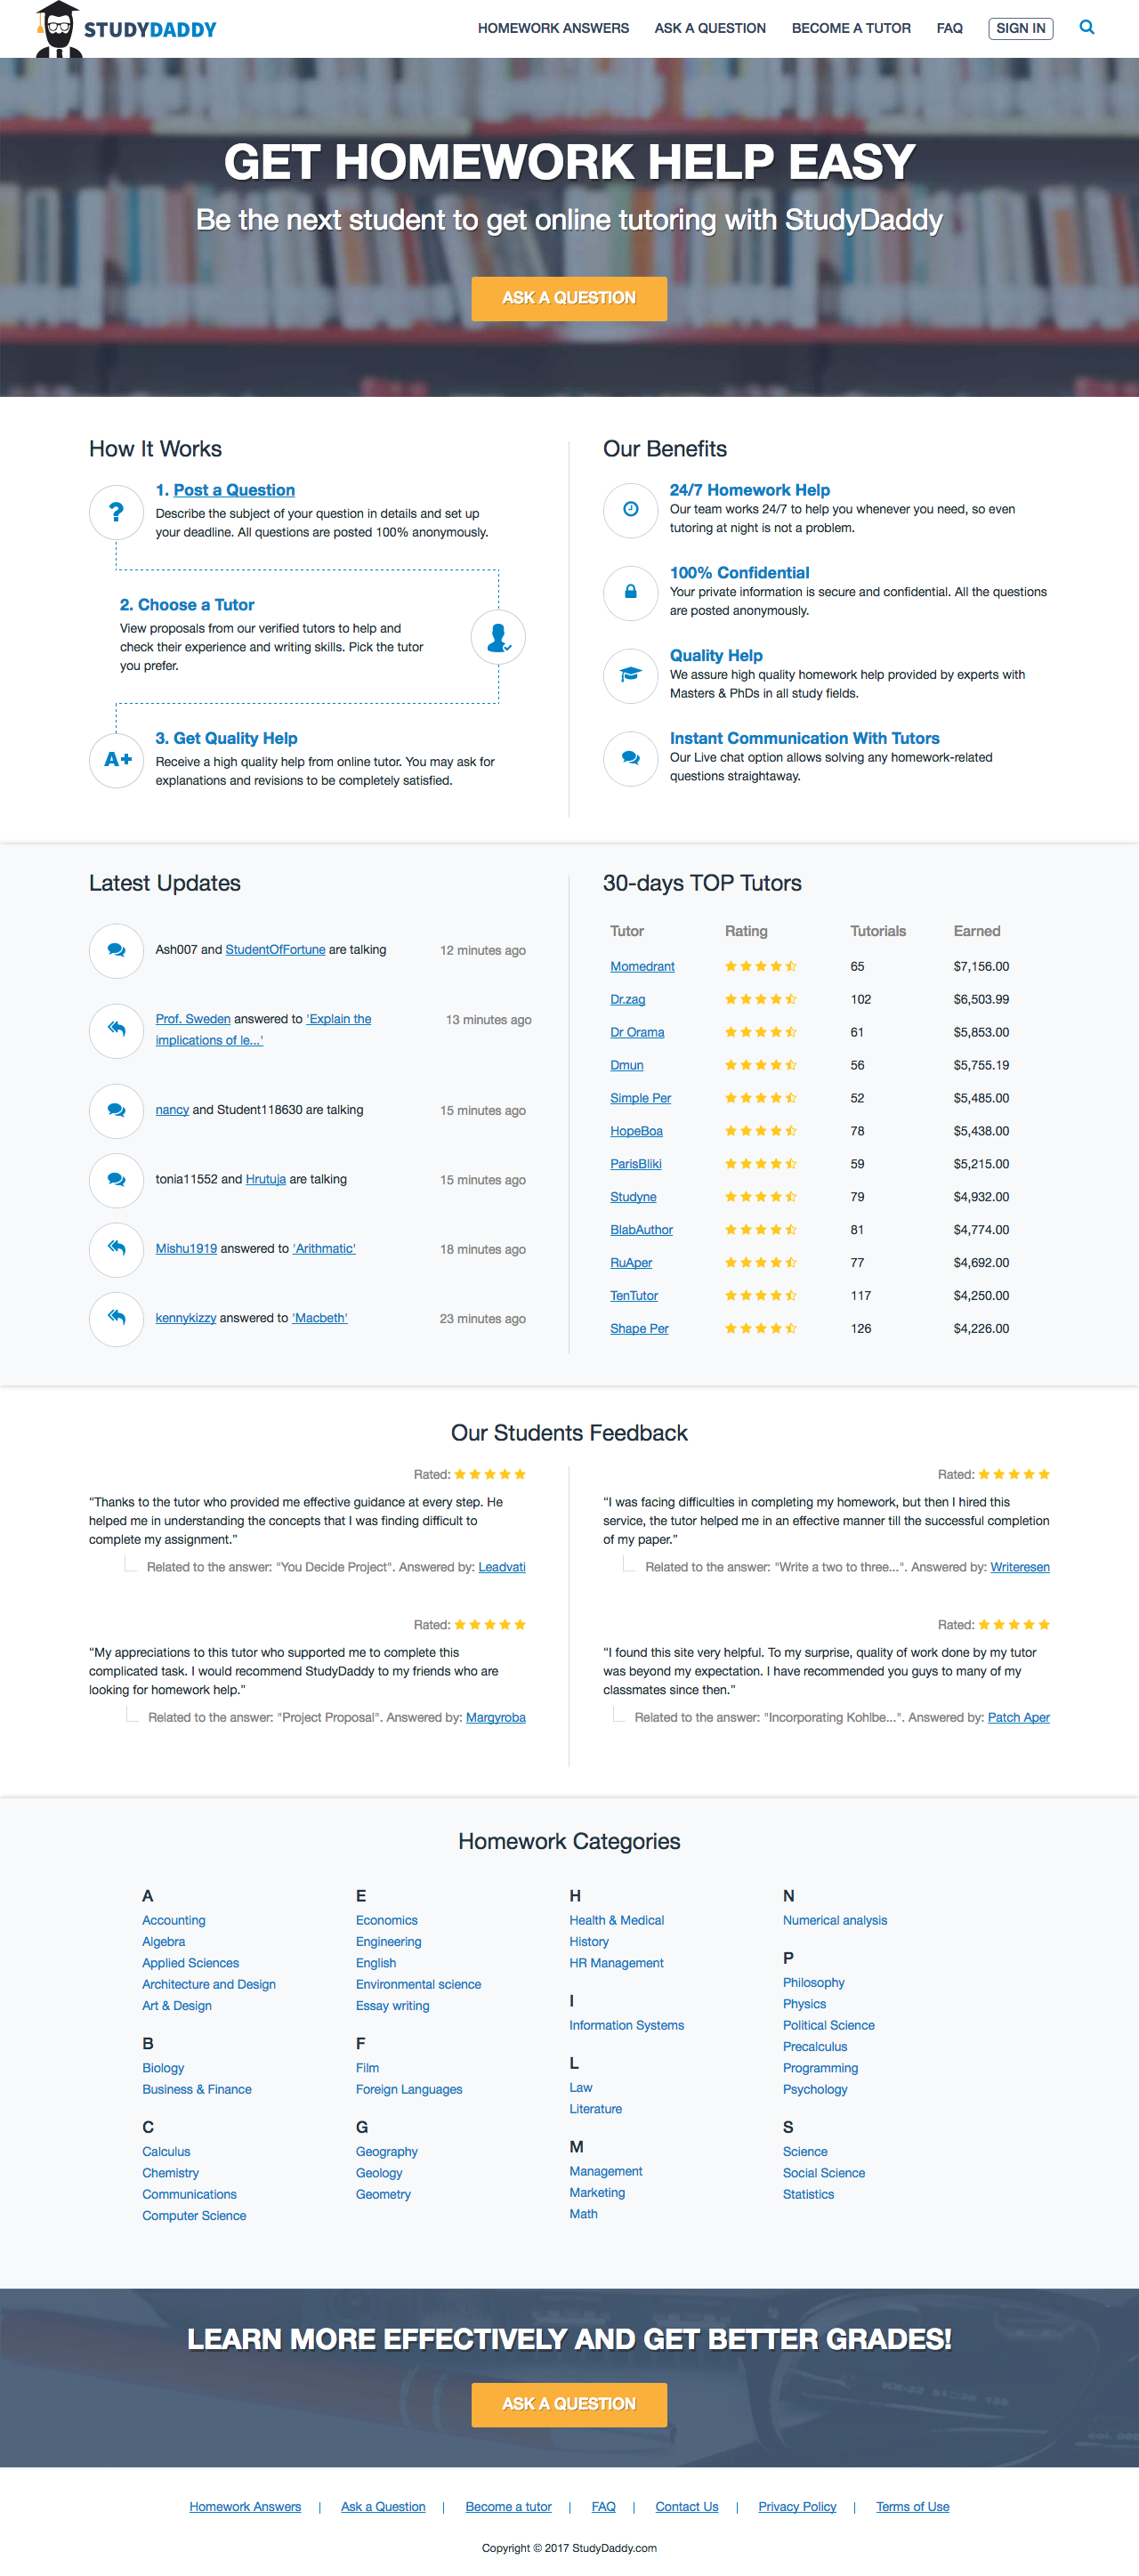 STUDYDADDY
HOMEWORK ANSWERS
ASK A QUESTION
BECOME A TUTOR
FAQ
SIGN IN
GET HOMEWORK HELP EASY
Be the next student to get online tutoring with StudyDaddy
ASK A QUESTION
How It Works
?
1. Post a Question
Describe the subject of your question in details and set up
your deadline. All questions are posted 100% anonymously.
2. Choose a Tutor
View proposals from our verified tutors to help and
check their experience and writing skills. Pick the tutor
you prefer.
A+
3. Get Quality Help
Receive a high quality help from online tutor. You may ask for
explanations and revisions to be completely satisfied.
Our Benefits
24/7 Homework Help
Our team works 24/7 to help you whenever you need, so even
tutoring at night is not a problem.
100% Confidential
Your private information is secure and confidential. All the questions
are posted anonymously.
Quality Help
We assure high quality homework help provided by experts with
Masters & PhDs in all study fields.
Instant Communication With Tutors
Our Live chat option allows solving any homework-related
questions straightaway.
Latest Updates
Ash007 and StudentOfFortune are talking 12 minutes ago
Prof. Sweden answered to 'Explain the 13 minutes ago
implications of le...'
nancy and Student118630 are talking 15 minutes ago
tonia11552 and Hrutuja are talking 15 minutes ago
Mishu1919 answered to 'Arithmatic' 18 minutes ago
kennykizzy answered to 'Macbeth' 23 minutes ago
30-days TOP Tutors
Tutor Rating Tutorials Earned
Momedrant 65 $7,156.00
Dr.zag 102 $6,503.99
Dr Orama 61 $5,853.00
Dmun 56 $5,755.19
Simple Per 52 $5,485.00
HopeBoa 78 $5,438.00
ParisBliki 59 $5,215.00
Studyne 79 $4,932.00
BlabAuthor 81 $4,774.00
RuAper 77 $4,692.00
TenTutor 117 $4,250.00
Shape Per 126 $4,226.00
Our Students Feedback
Rated:
“Thanks to the tutor who provided me effective guidance at every step. He
helped me in understanding the concepts that I was finding difficult to
complete my assignment.”
Related to the answer: "You Decide Project". Answered by: Leadvati
Rated:
“I was facing difficulties in completing my homework, but then I hired this
service, the tutor helped me in an effective manner till the successful completion
of my paper.”
Related to the answer: "Write a two to three...". Answered by: Writeresen
Rated:
“My appreciations to this tutor who supported me to complete this
complicated task. I would recommend StudyDaddy to my friends who are
looking for homework help.”
Related to the answer: "Project Proposal". Answered by: Margyroba
Rated:
“I found this site very helpful. To my surprise, quality of work done by my tutor
was beyond my expectation. I have recommended you guys to many of my
classmates since then.”
Related to the answer: "Incorporating Kohlbe...". Answered by: Patch Aper
Homework Categories
A
Accounting
Algebra
Applied Sciences
Architecture and Design
Art & Design
B
Biology
Business & Finance
C
Calculus
Chemistry
Communications
Computer Science
E
Economics
Engineering
English
Environmental science
Essay writing
F
Film
Foreign Languages
G
Geography
Geology
Geometry
H
Health & Medical
History
HR Management
I
Information Systems
L
Law
Literature
M
Management
Marketing
Math
N
Numerical analysis
P
Philosophy
Physics
Political Science
Precalculus
Programming
Psychology
S
Science
Social Science
Statistics
LEARN MORE EFFECTIVELY AND GET BETTER GRADES!
ASK A QUESTION
Homework Answers | Ask a Question | Become a tutor | FAQ | Contact Us | Privacy Policy | Terms of Use
Copyright © 2017 StudyDaddy.com